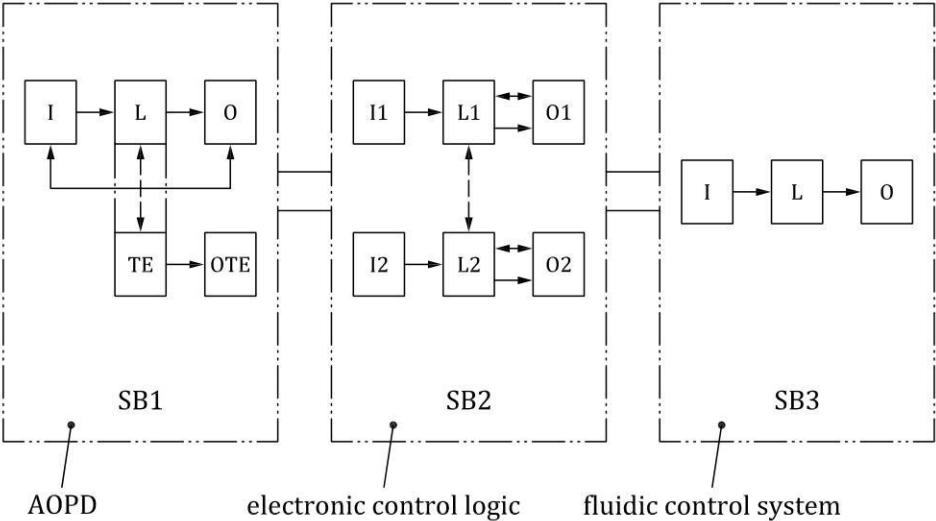 I L O
TE OTE
SB1
I1 L1 O1
I2 L2 O2
SB2
I L O
SB3
AOPD
electronic control logic
fluidic control system